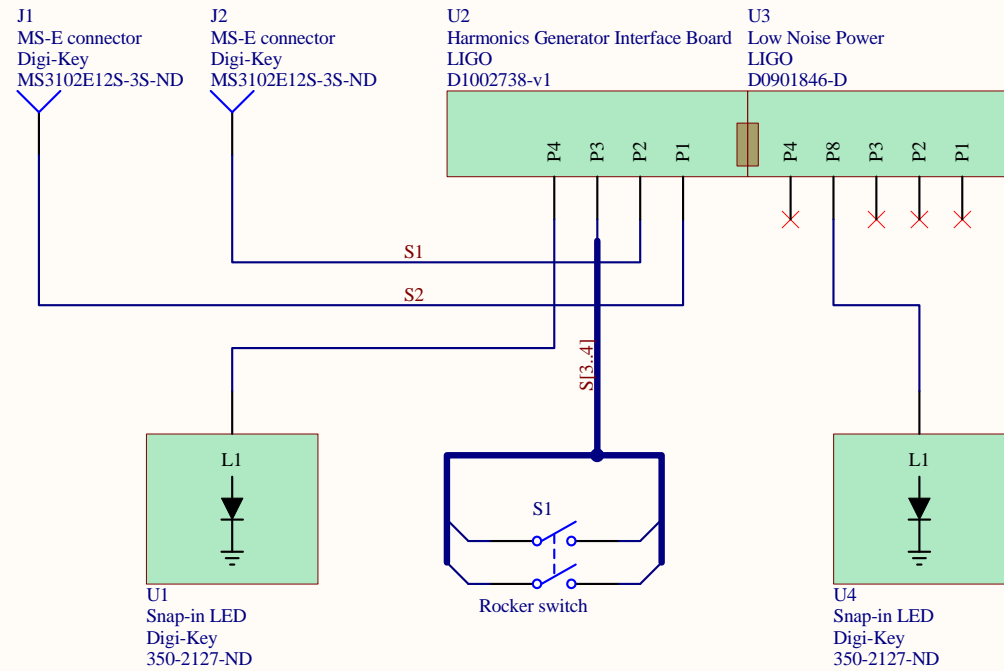 J1
MS-E connector
Digi-Key
MS3102E12S-3S-ND
J2
MS-E connector
Digi-Key
MS3102E12S-3S-ND
U2
Harmonics Generator Interface Board
LIGO
D1002738-v1
U3
Low Noise Power
LIGO
D0901846-D
P4
P3
P2
P1
P4
P8
P3
P2
P1
S1
S2
S[3..4]
L1
U1
Snap-in LED
Digi-Key
350-2127-ND
S1
Rocker switch
L1
U4
Snap-in LED
Digi-Key
350-2127-ND